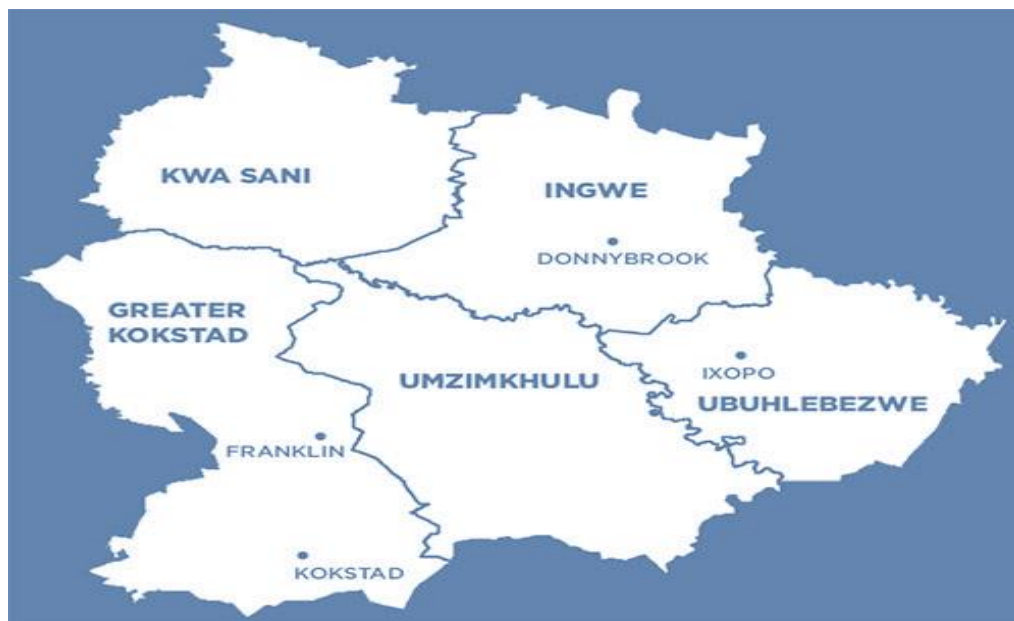 KWA SANI
INGWE
DONNYBROOK
GREATER
KOKSTAD
IXOPO
UMZIMKHULU
UBUHLEBEZWE
FRANKLIN
KOKSTAD